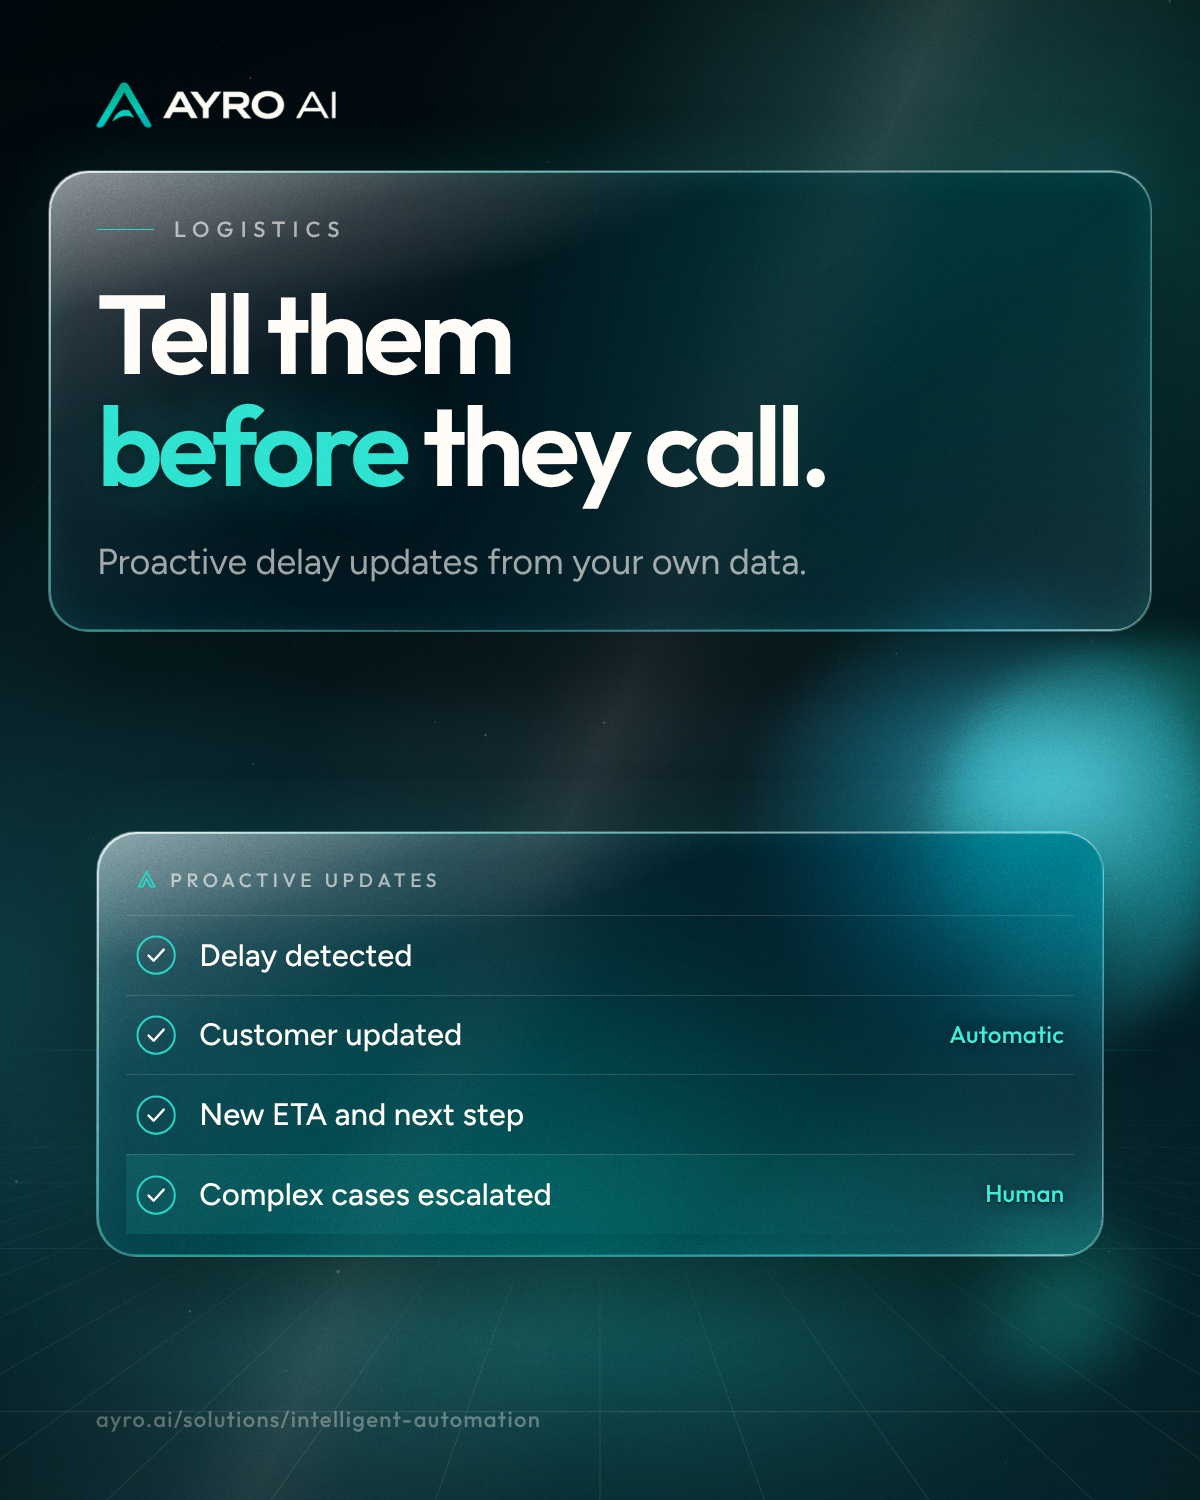 AYRO AI
LOGISTICS
Tell them
before they call.
Proactive delay updates from your own data.
PROACTIVE UPDATES
Delay detected
Customer updated Automatic
New ETA and next step
Complex cases escalated Human
ayro.ai/solutions/intelligent-automation